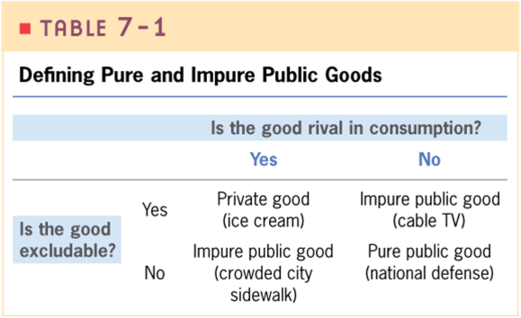 TABLE 7-1
Defining Pure and Impure Public Goods
Is the good rival in consumption?
Yes No
Is the good
excludable?
Yes
Private good
(ice cream)
Impure public good
(cable TV)
No
Impure public good
(crowded city
sidewalk)
Pure public good
(national defense)